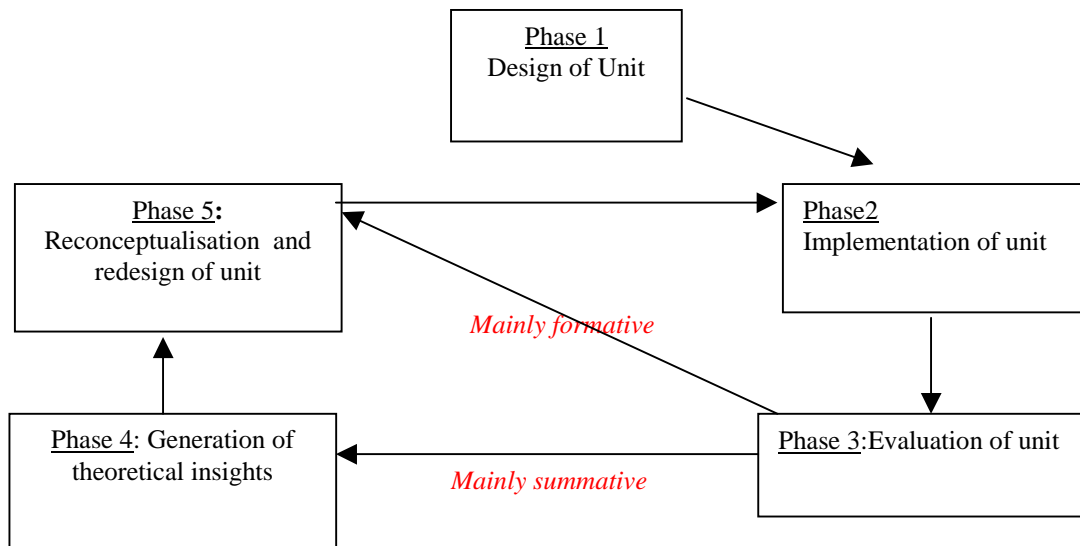 Phase 1
Design of Unit
Phase 5:
Reconceptualisation and
redesign of unit
Phase2
Implementation of unit
Mainly formative
Phase 4: Generation of
theoretical insights
Phase 3:Evaluation of unit
Mainly summative